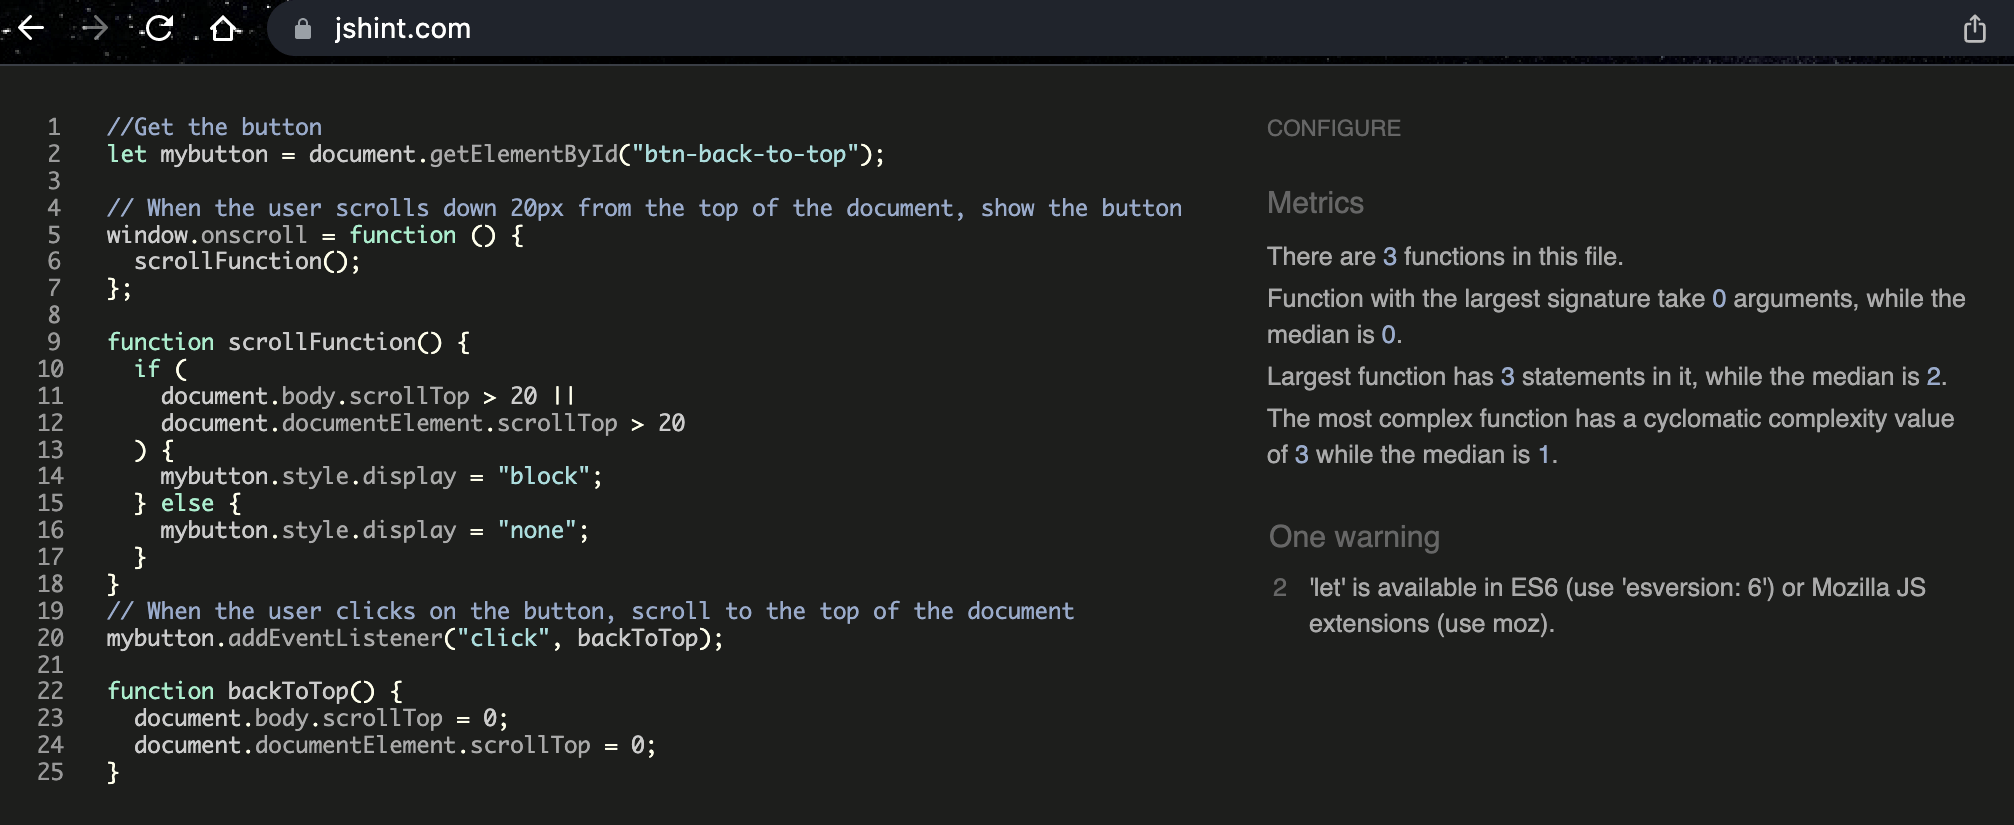 jshint.com
1 //Get the button
2 let mybutton = document.getElementById("btn-back-to-top");
3
4 // When the user scrolls down 20px from the top of the document, show the button
5 window.onscroll = function () {
6   scrollFunction();
7 };
8
9 function scrollFunction() {
10   if (
11     document.body.scrollTop > 20 ||
12     document.documentElement.scrollTop > 20
13   ) {
14     mybutton.style.display = "block";
15   } else {
16     mybutton.style.display = "none";
17   }
18 }
19 // When the user clicks on the button, scroll to the top of the document
20 mybutton.addEventListener("click", backToTop);
21
22 function backToTop() {
23   document.body.scrollTop = 0;
24   document.documentElement.scrollTop = 0;
25 }
CONFIGURE
Metrics
There are 3 functions in this file.
Function with the largest signature take 0 arguments, while the
median is 0.
Largest function has 3 statements in it, while the median is 2.
The most complex function has a cyclomatic complexity value
of 3 while the median is 1.
One warning
2 'let' is available in ES6 (use 'esversion: 6') or Mozilla JS
extensions (use moz).